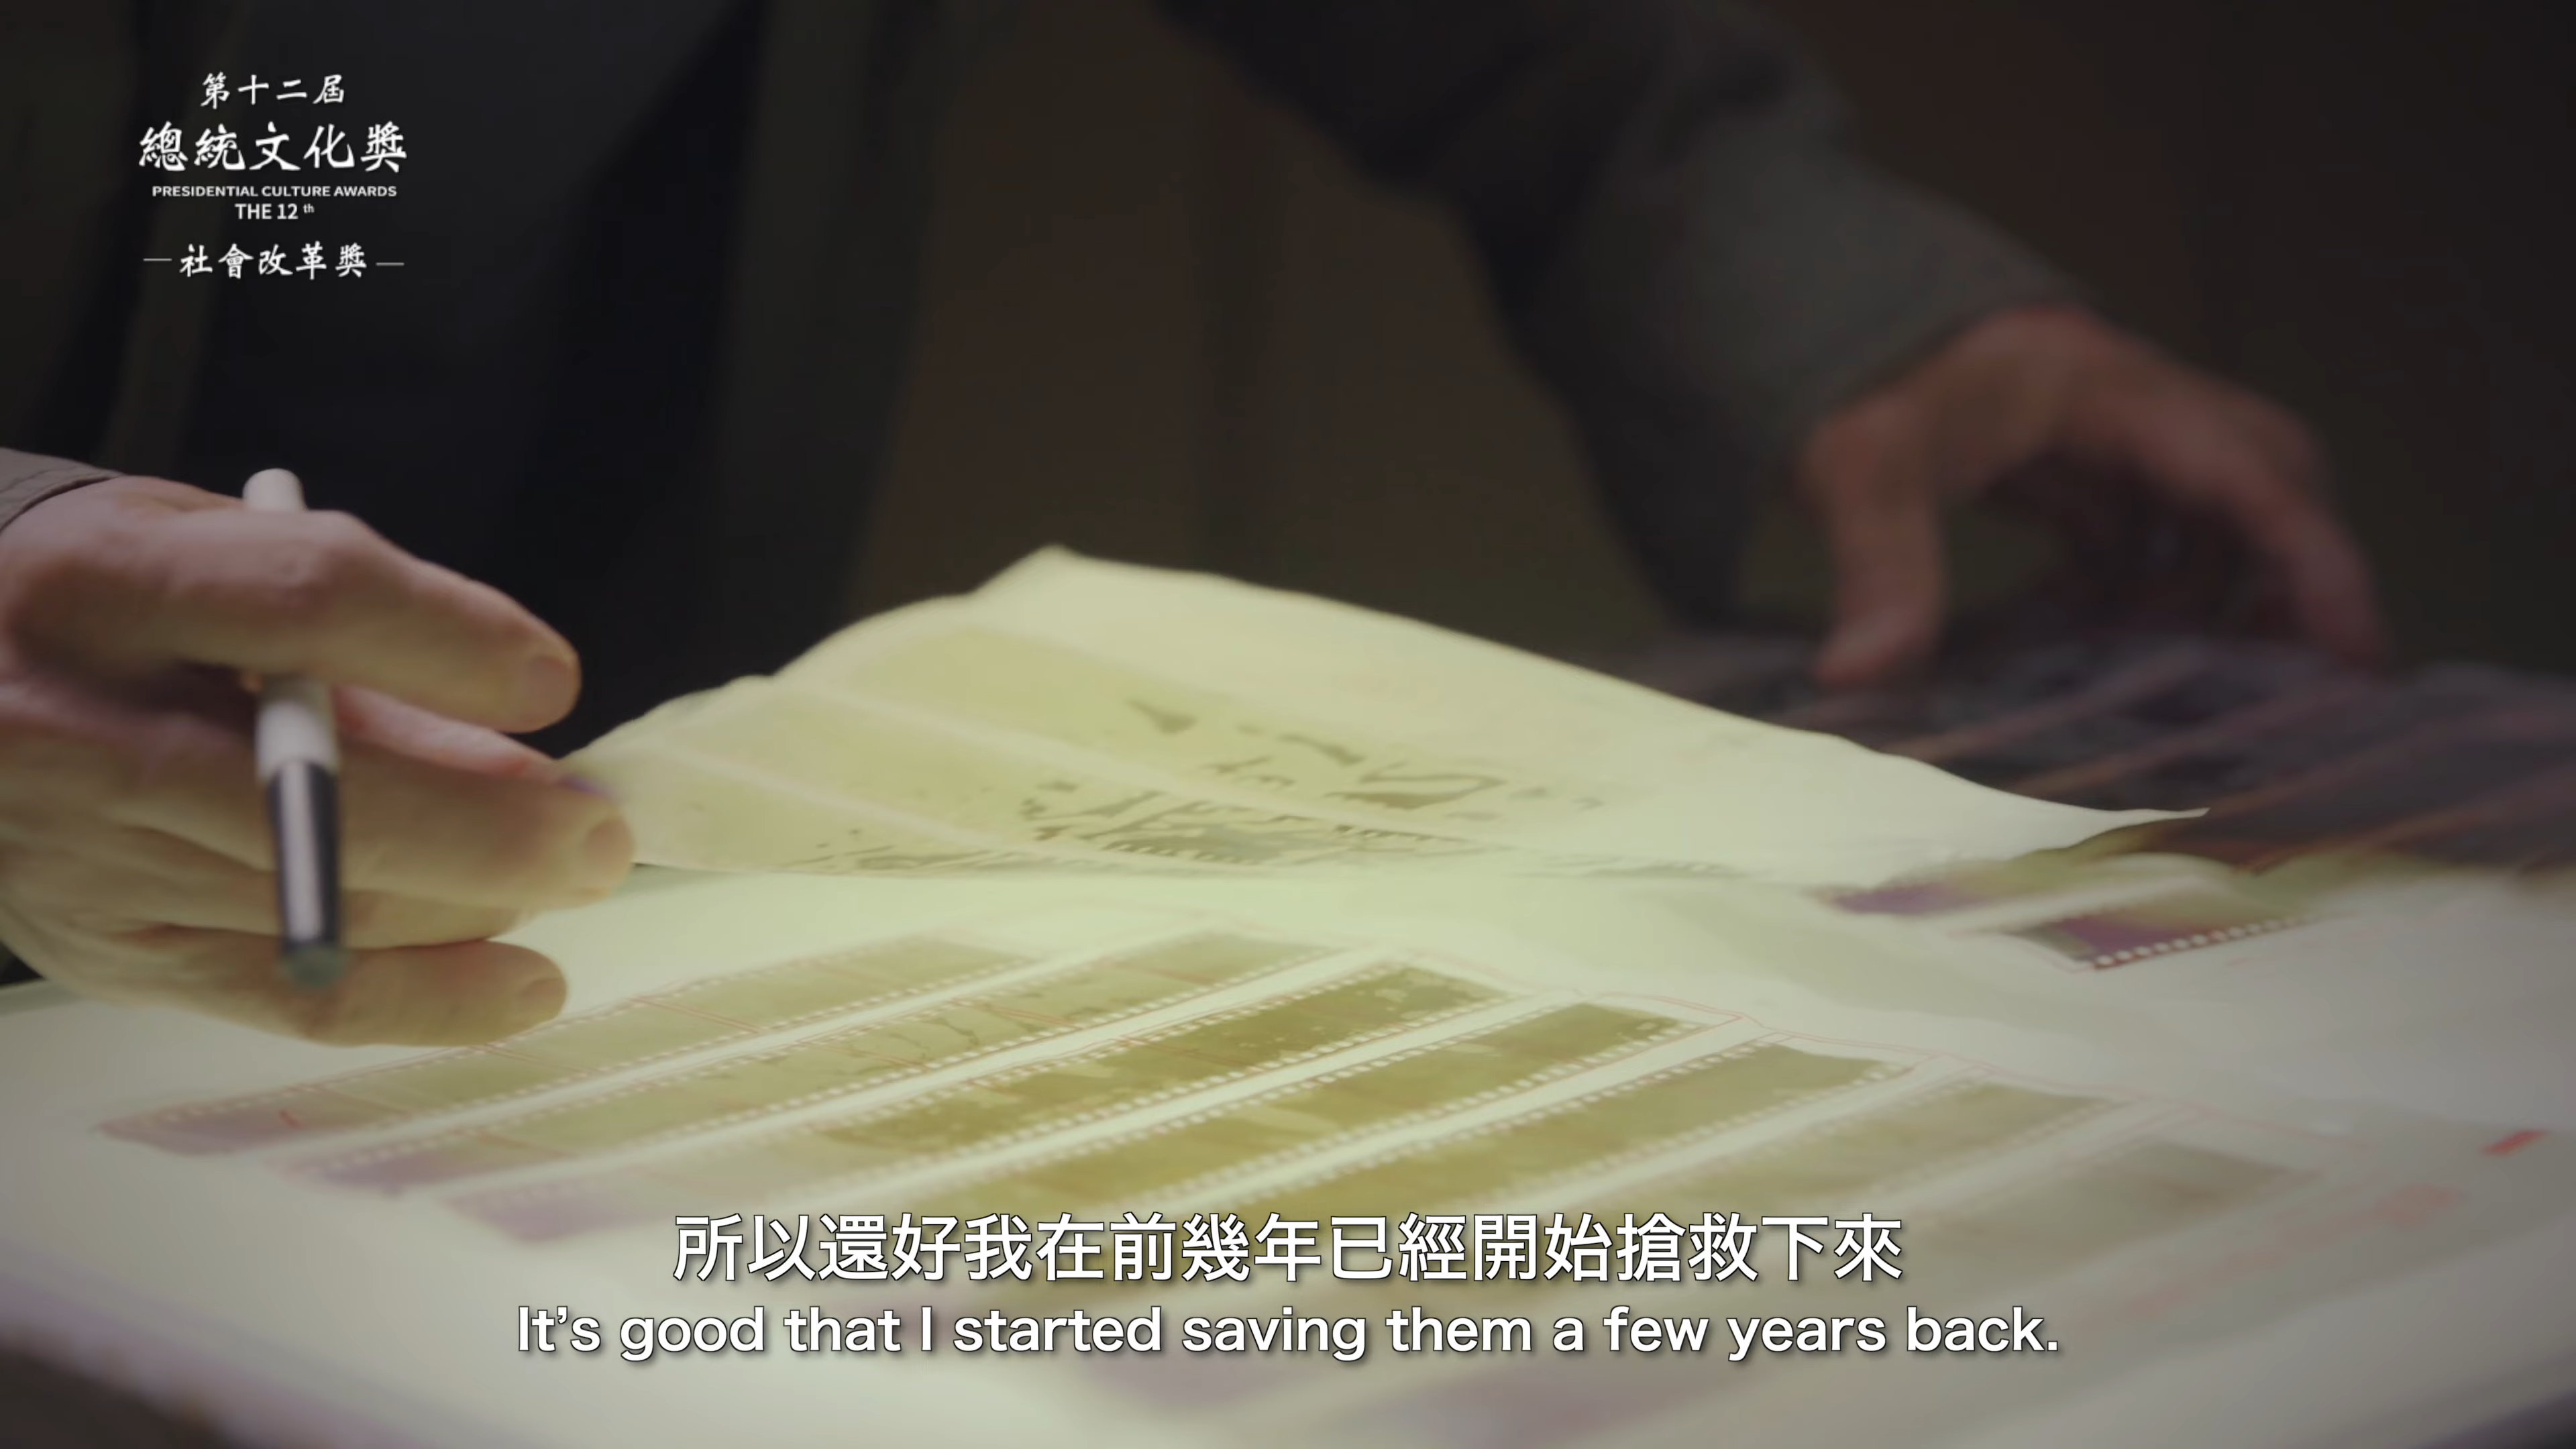 第十二屆
總統文化獎
PRESIDENTIAL CULTURE AWARDS
THE 12 th
社會改革獎
所以還好我在前幾年已經開始搶救下來
It's good that I started saving them a few years back.